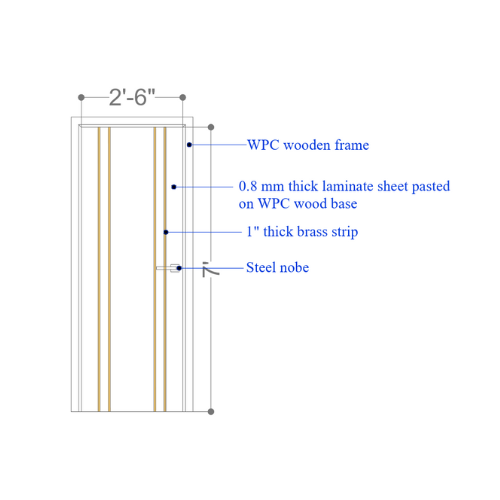 2'-6"
WPC wooden frame
0.8 mm thick laminate sheet pasted
on WPC wood base
1" thick brass strip
Steel nobe
7'